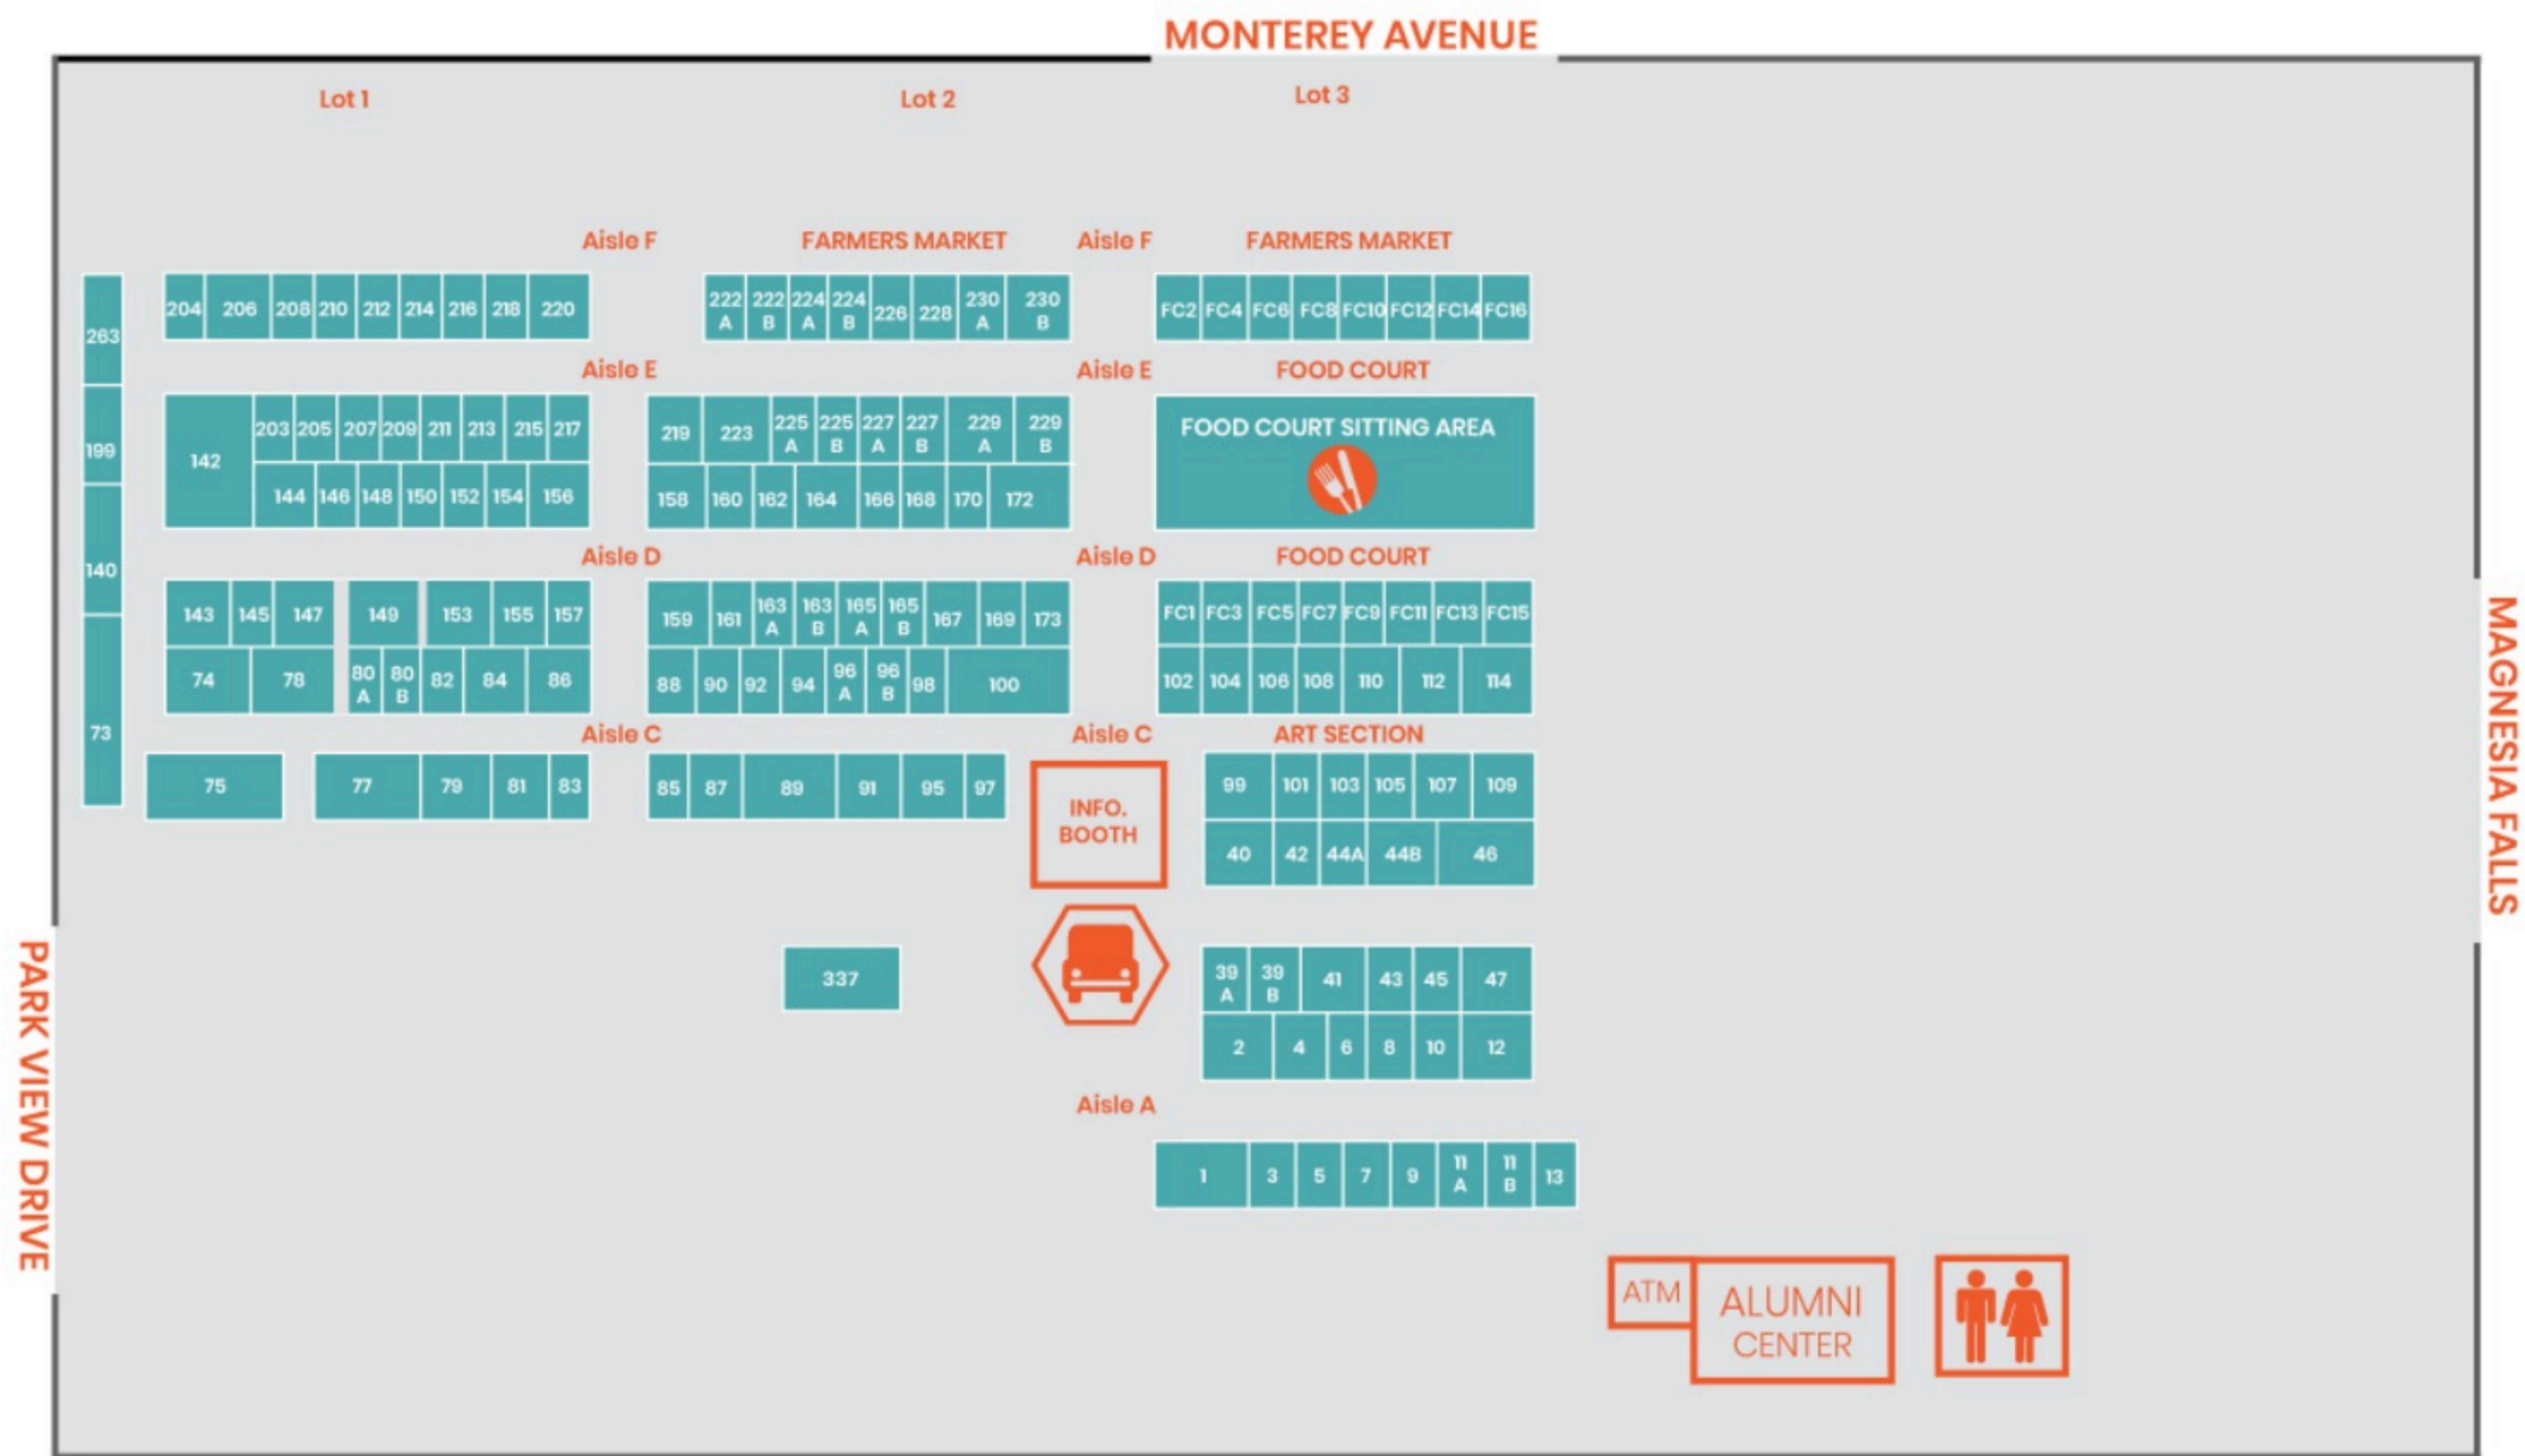 MONTEREY AVENUE
Lot 1
Lot 2
Lot 3
Aisle F
FARMERS MARKET
Aisle F
FARMERS MARKET
263
199
140
73
204 206 208 210 212 214 216 218 220
222 A 222 B 224 A 224 B 226 228 230 A 230 B
FC2 FC4 FC6 FC8 FC10 FC12 FC14 FC16
Aisle E
Aisle E
FOOD COURT
142
203 205 207 209 211 213 215 217
144 146 148 150 152 154 156
219 223 225 A 225 B 227 A 227 B 229 A 229 B
158 160 162 164 166 168 170 172
FOOD COURT SITTING AREA
Aisle D
Aisle D
FOOD COURT
143 145 147 149 153 155 157
74 78 80 A 80 B 82 84 86
159 161 163 A 163 B 165 A 165 B 167 169 173
88 90 92 94 96 A 96 B 98 100
FC1 FC3 FC5 FC7 FC9 FC11 FC13 FC15
102 104 106 108 110 112 114
Aisle C
Aisle C
ART SECTION
75 77 79 81 83
85 87 89 91 95 97
INFO.
BOOTH
99 101 103 105 107 109
40 42 44A 44B 46
337
39 A 39 B 41 43 45 47
2 4 6 8 10 12
Aisle A
1 3 5 7 9 11 A 11 B 13
ATM
ALUMNI
CENTER
PARK VIEW DRIVE
MAGNESIA FALLS